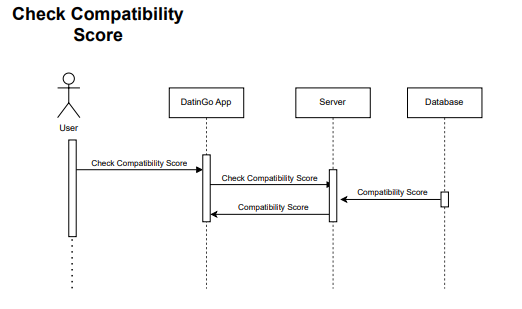 Check Compatibility
Score
DatinGo App
Server
Database
User
Check Compatibility Score
Check Compatibility Score
Compatibility Score
Compatibility Score